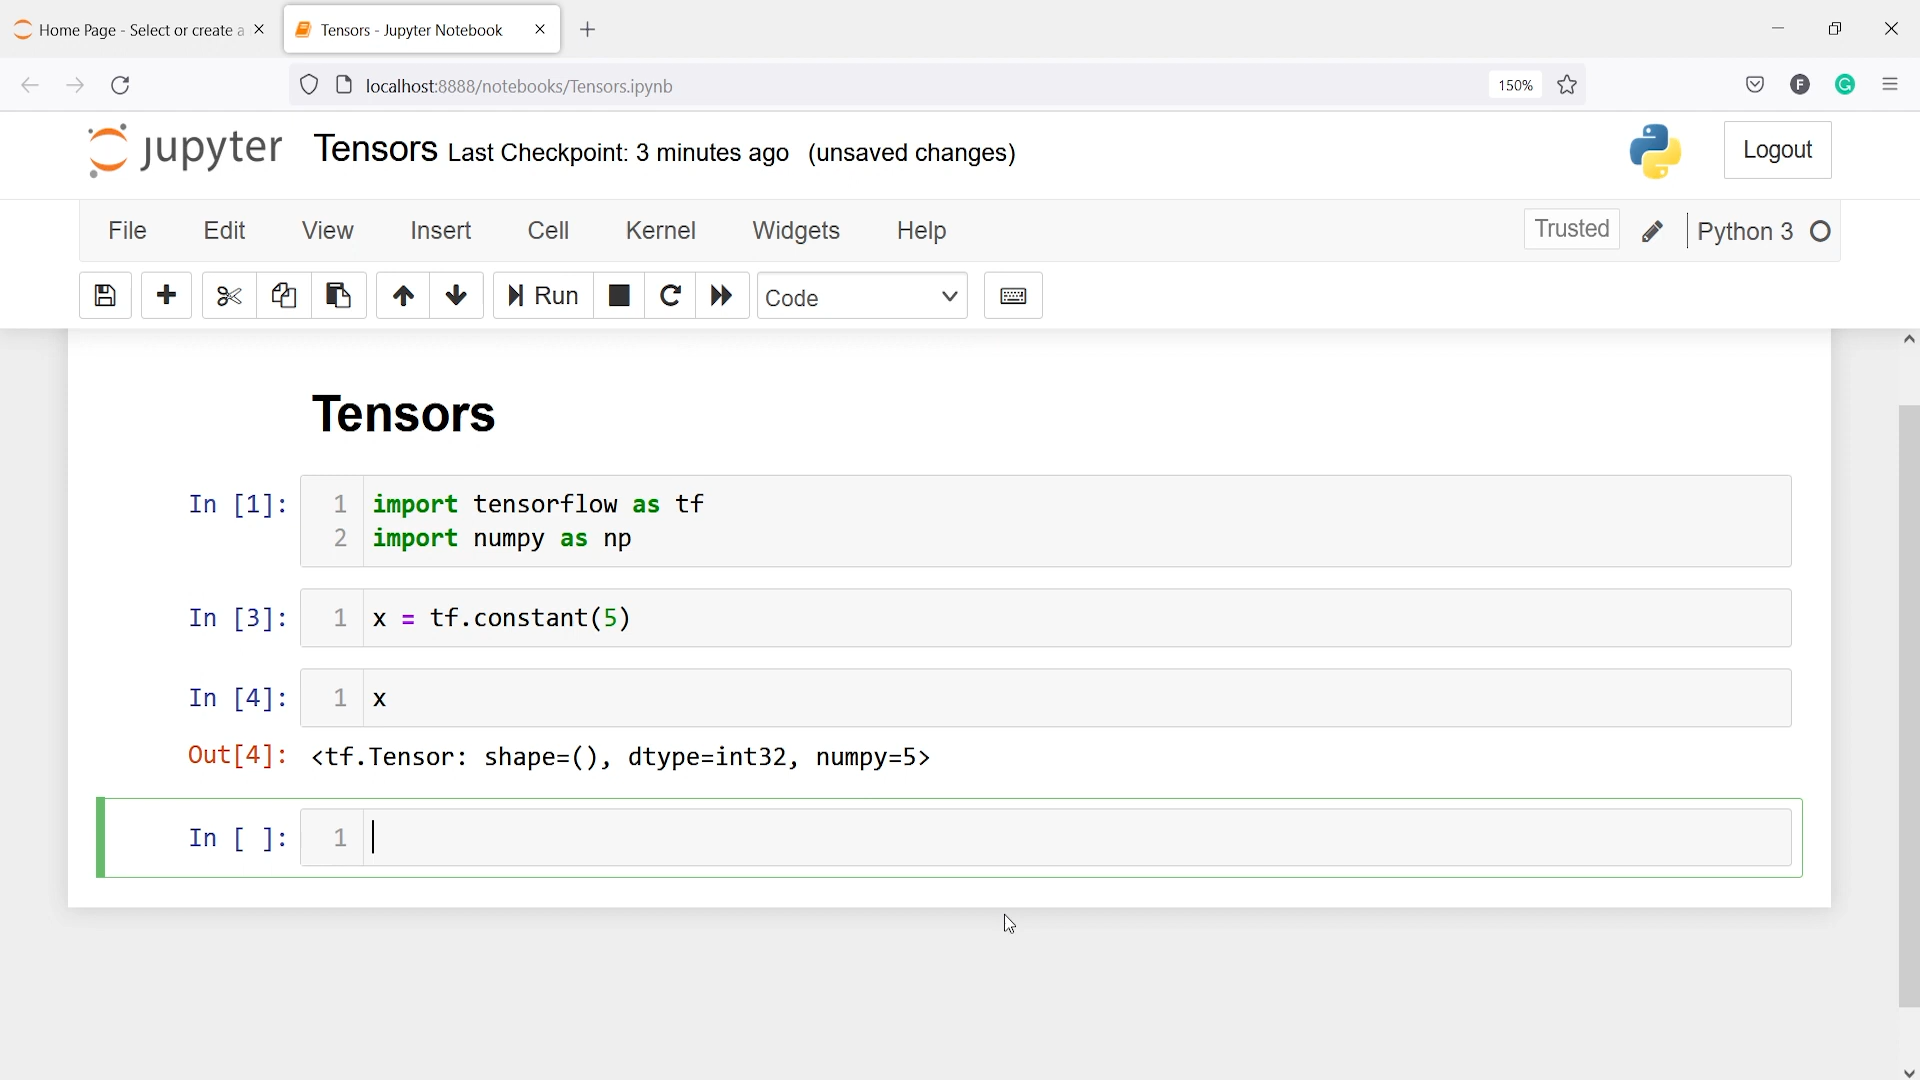 Home Page - Select or create a
Tensors - Jupyter Notebook
localhost:8888/notebooks/Tensors.ipynb
150%
F
G
jupyter Tensors Last Checkpoint: 3 minutes ago (unsaved changes)
Logout
File Edit View Insert Cell Kernel Widgets Help
Trusted
Python 3
Run
Code
Tensors
In [1]: 1 import tensorflow as tf
2 import numpy as np
In [3]: 1 x = tf.constant(5)
In [4]: 1 x
Out[4]: <tf.Tensor: shape=(), dtype=int32, numpy=5>
In [ ]: 1